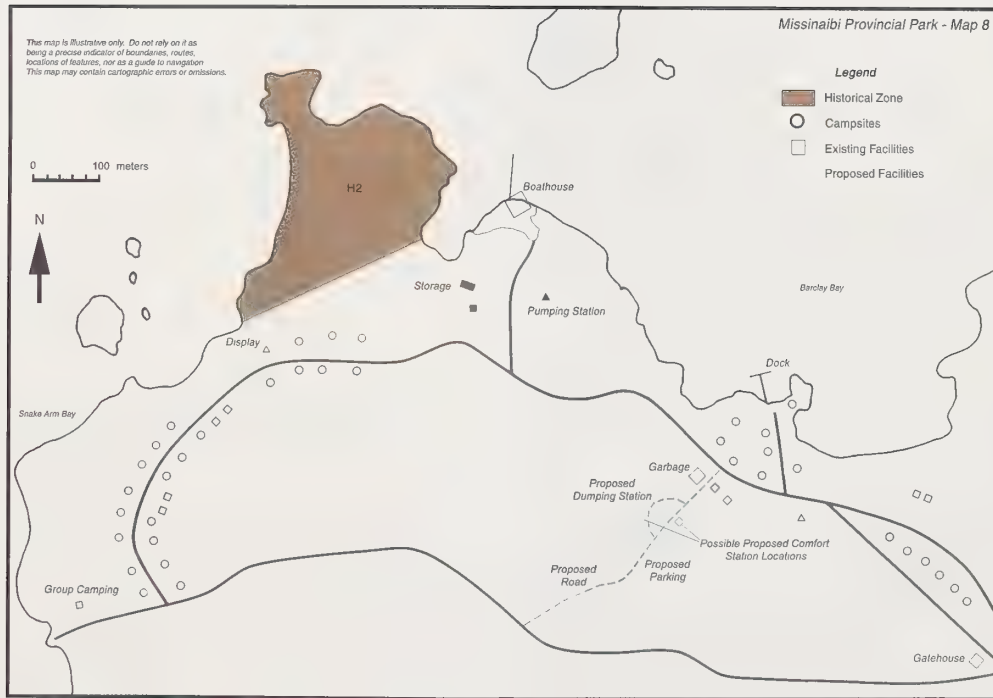 Missinaibi Provincial Park - Map 8
This map is illustrative only. Do not rely on it as
being a precise indicator of boundaries, routes,
locations of features, nor as a guide to navigation
This map may contain cartographic errors or omissions.
Legend
Historical Zone
Campsites
Existing Facilities
Proposed Facilities
0 100 meters
N
H2
Boathouse
Storage
Pumping Station
Barclay Bay
Display
Dock
Snake Arm Bay
Garbage
Proposed
Dumping Station
Possible Proposed Comfort
Station Locations
Proposed
Road
Proposed
Parking
Group Camping
Gatehouse